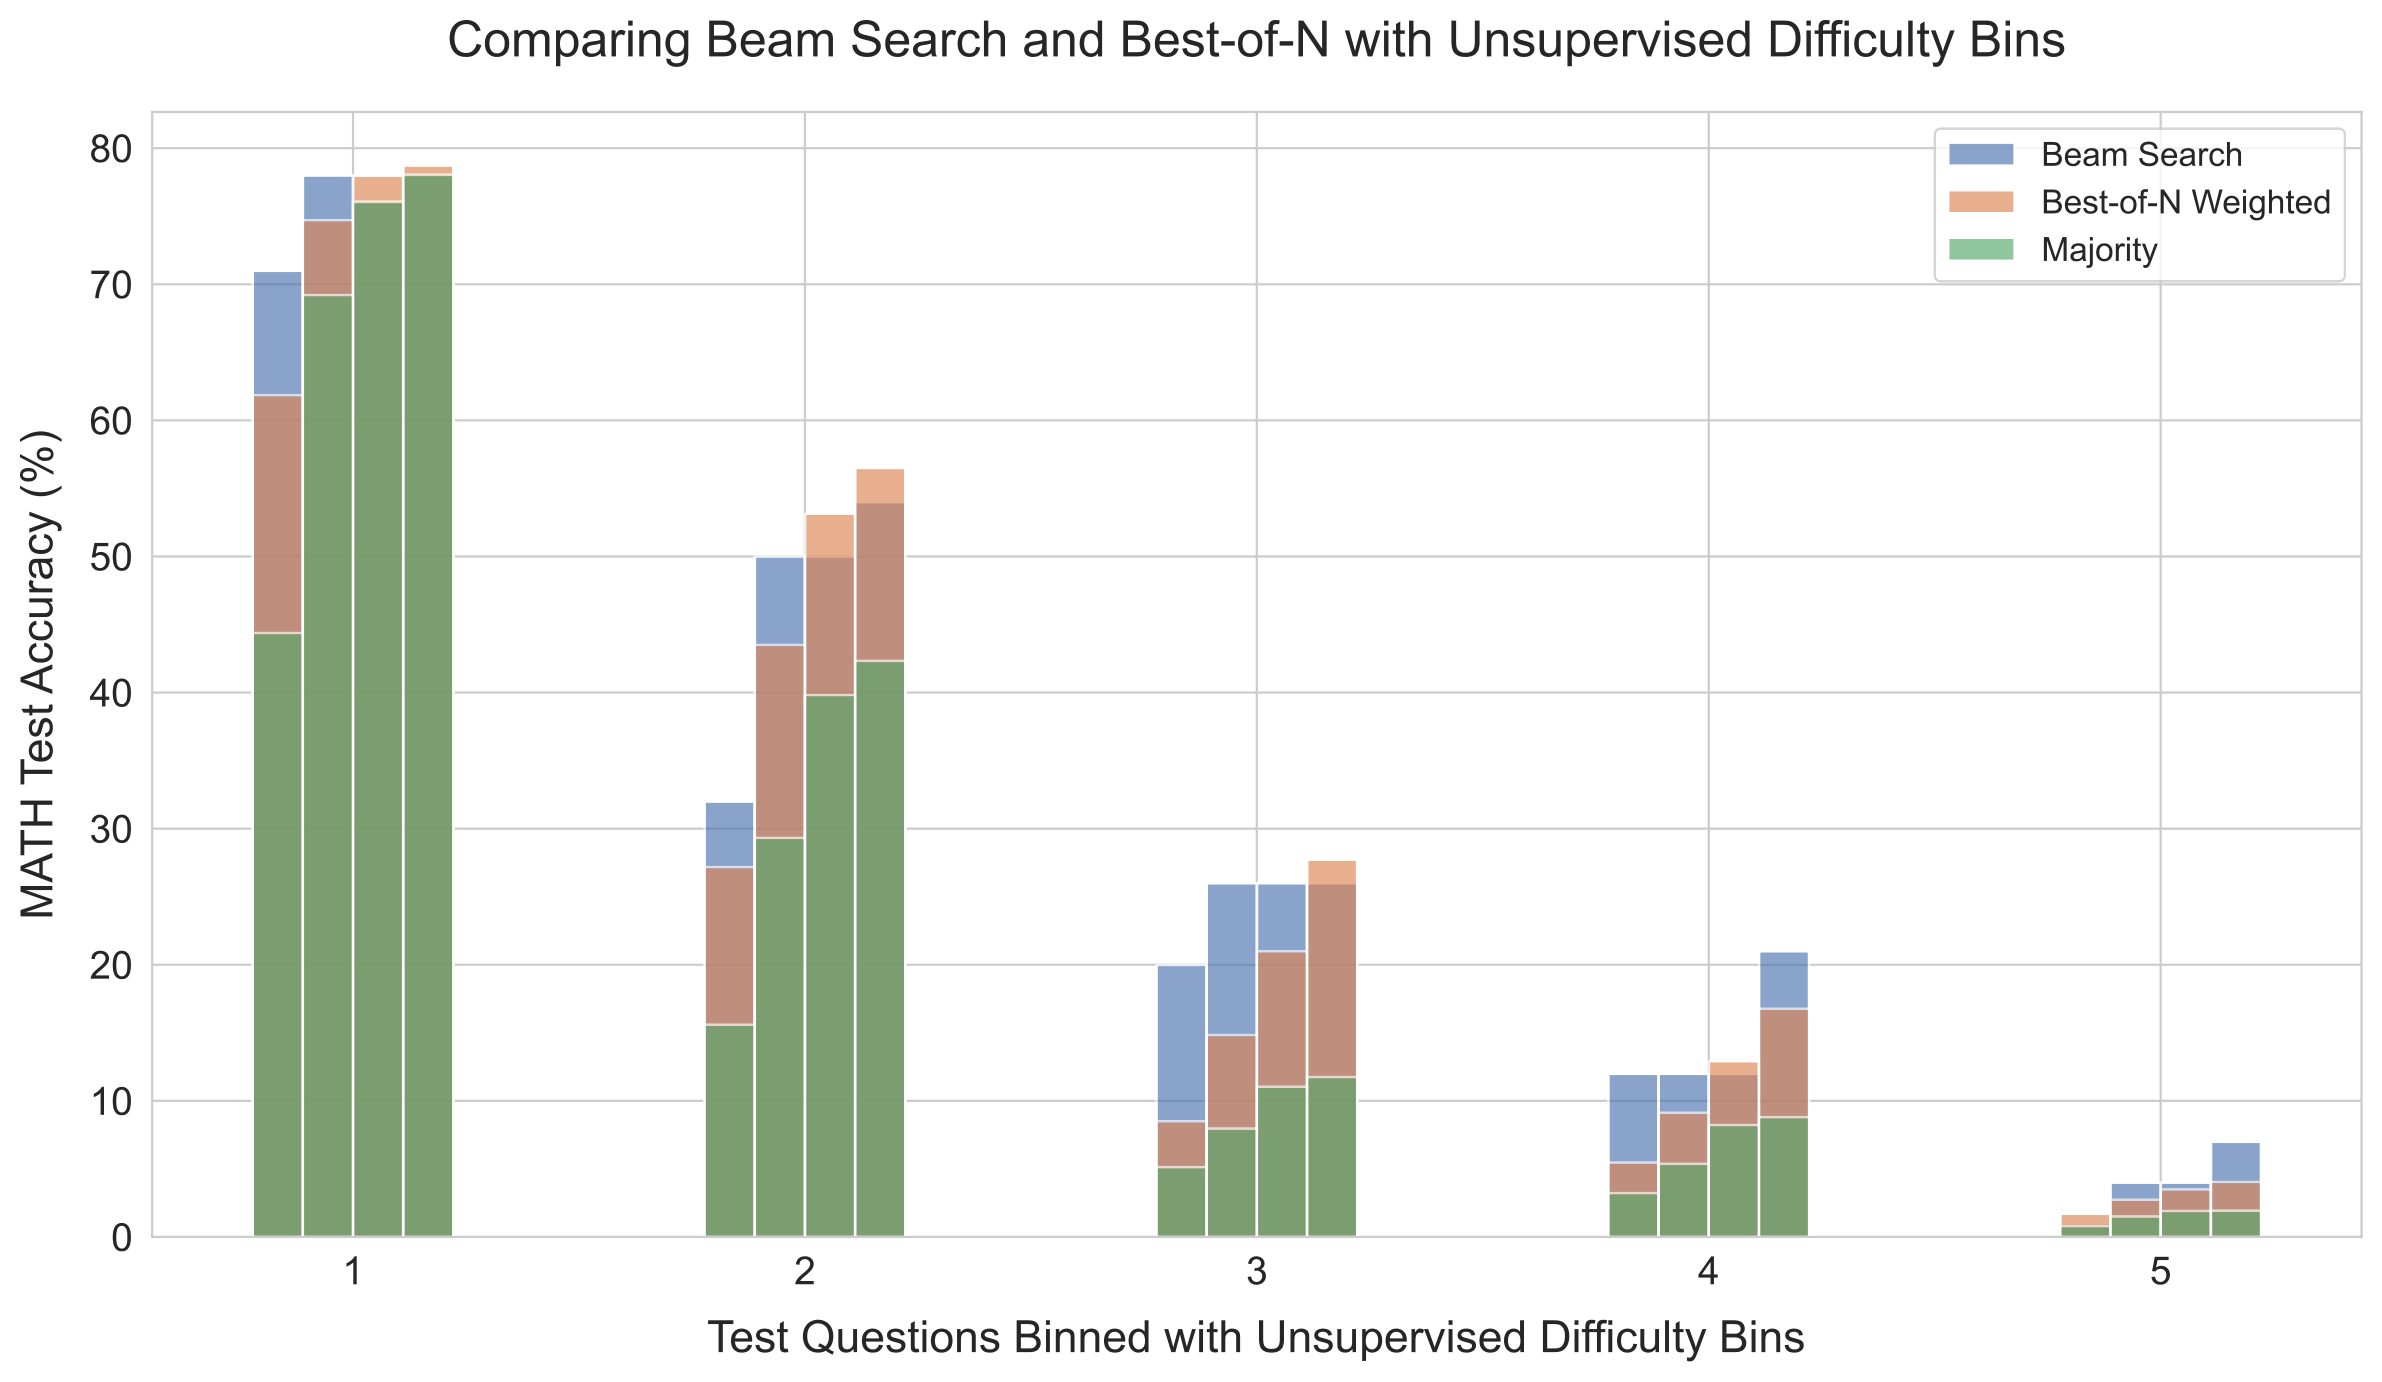 Comparing Beam Search and Best-of-N with Unsupervised Difficulty Bins
Beam Search
Best-of-N Weighted
Majority
MATH Test Accuracy (%)
80
70
60
50
40
30
20
10
0
1 2 3 4 5
Test Questions Binned with Unsupervised Difficulty Bins